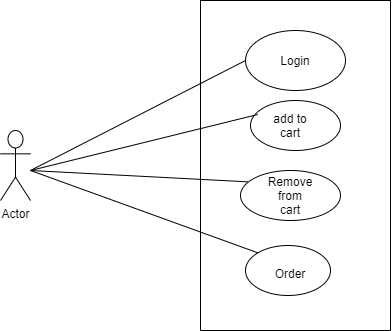 Login
add to
cart
Remove
from
cart
Actor
Order